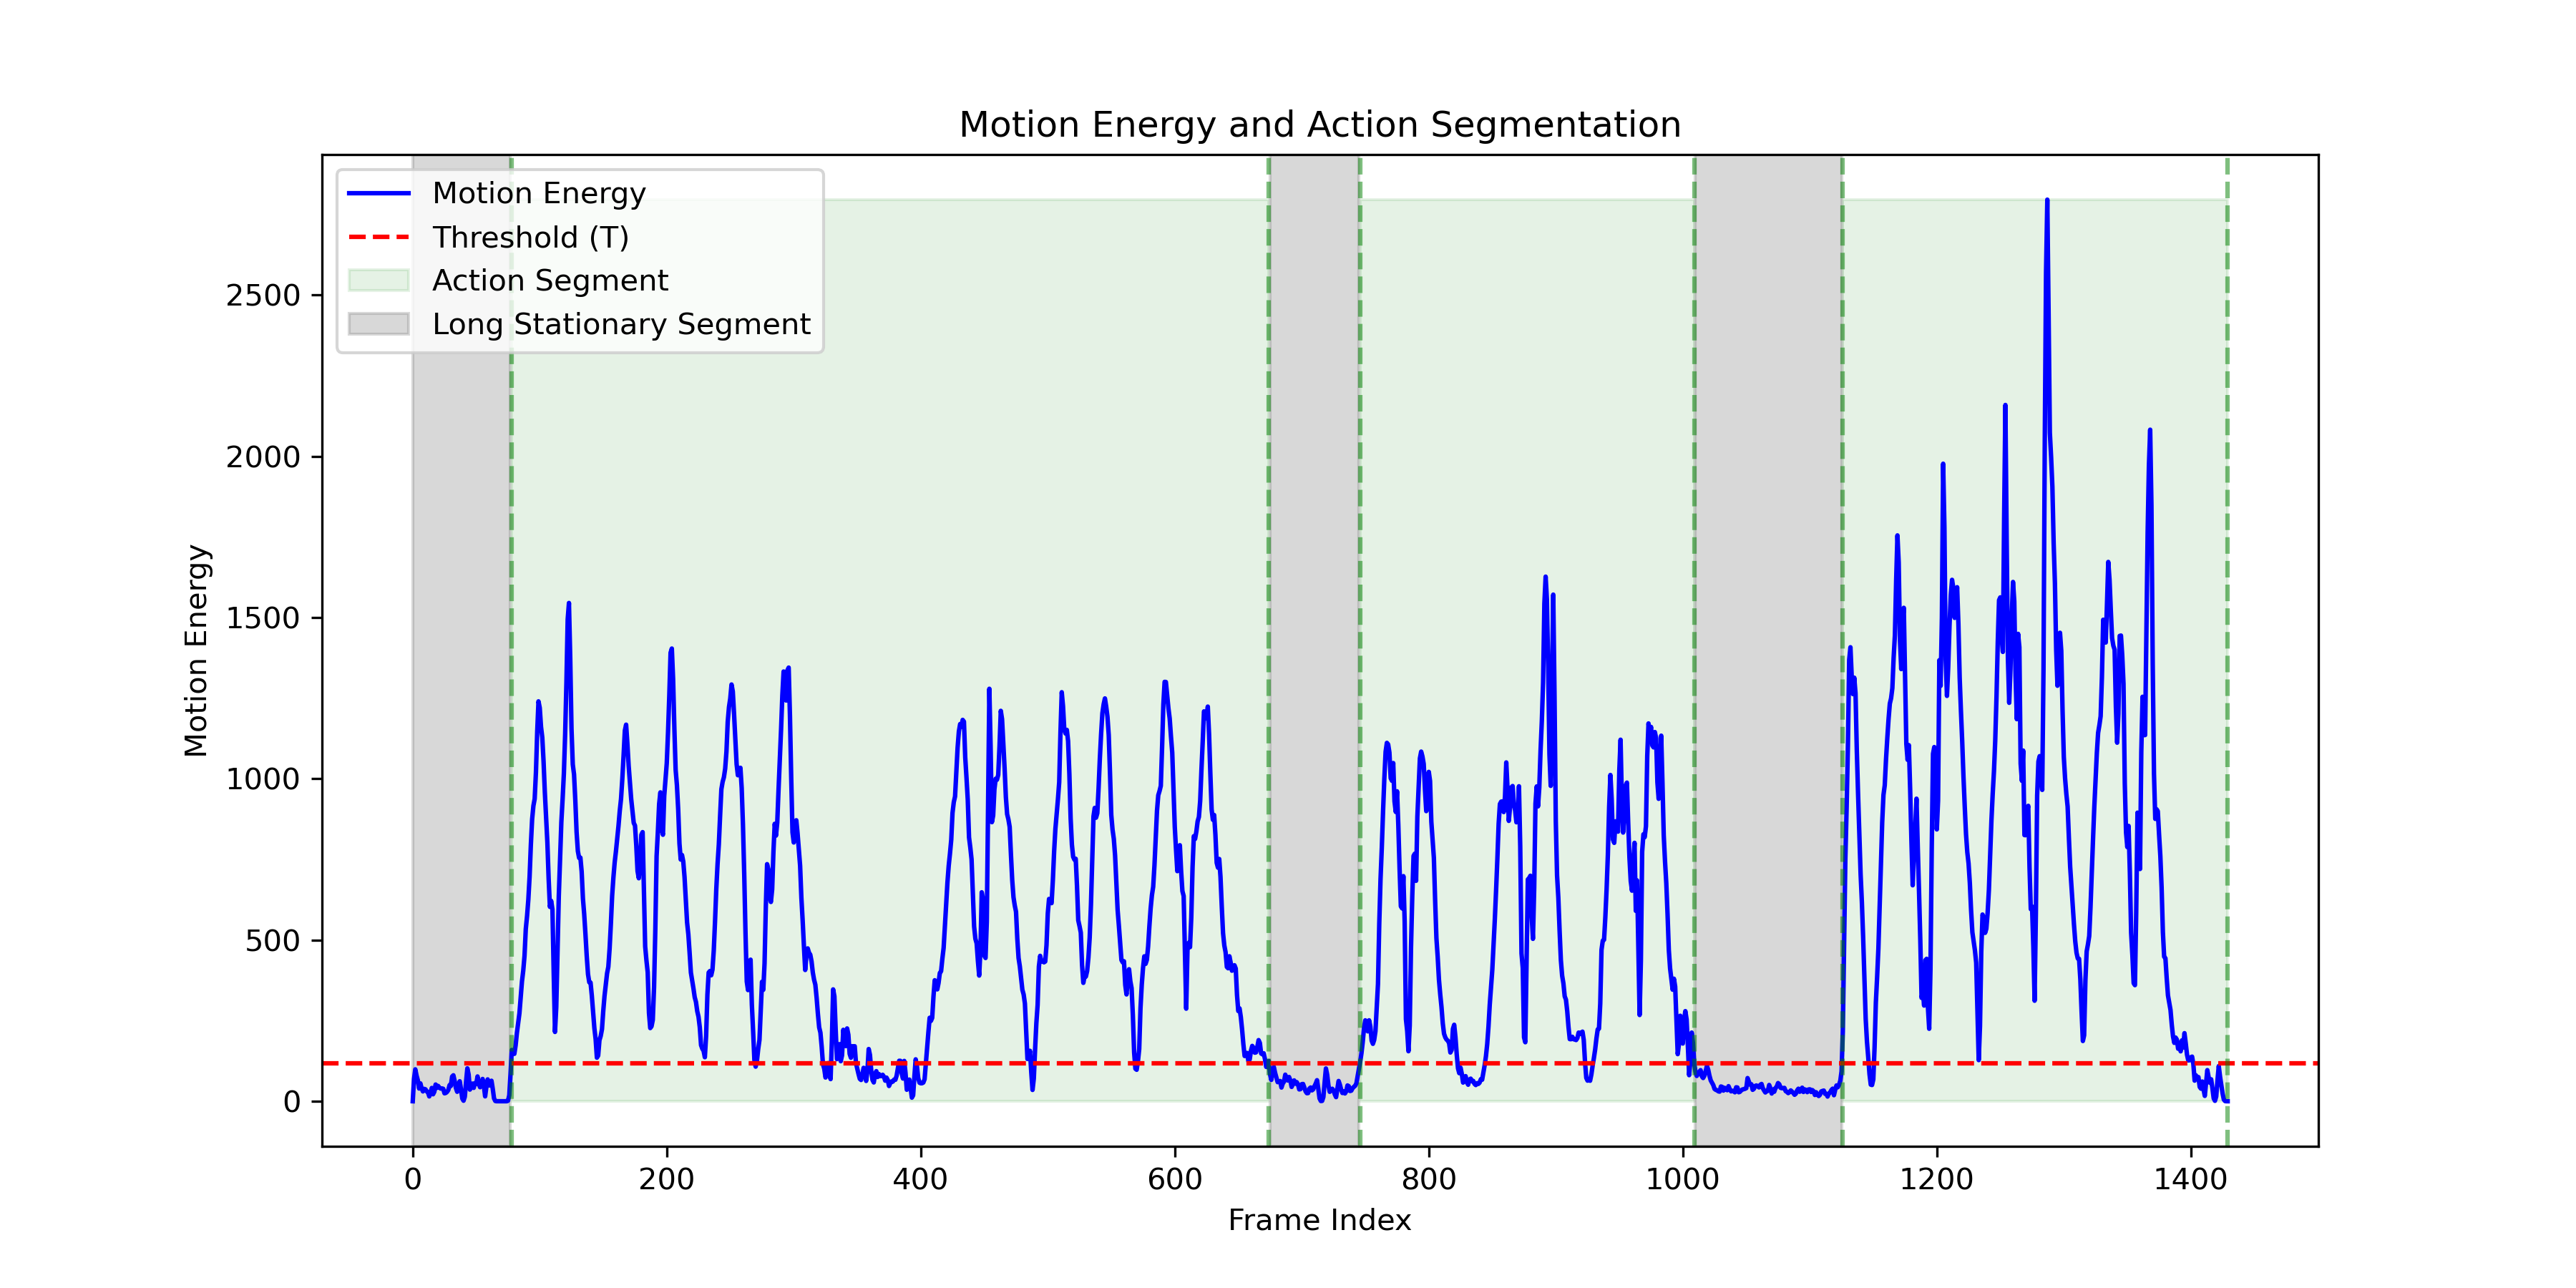 Motion Energy and Action Segmentation
Motion Energy
Threshold (T)
Action Segment
Long Stationary Segment
Motion Energy
2500
2000
1500
1000
500
0
0 200 400 600 800 1000 1200 1400
Frame Index